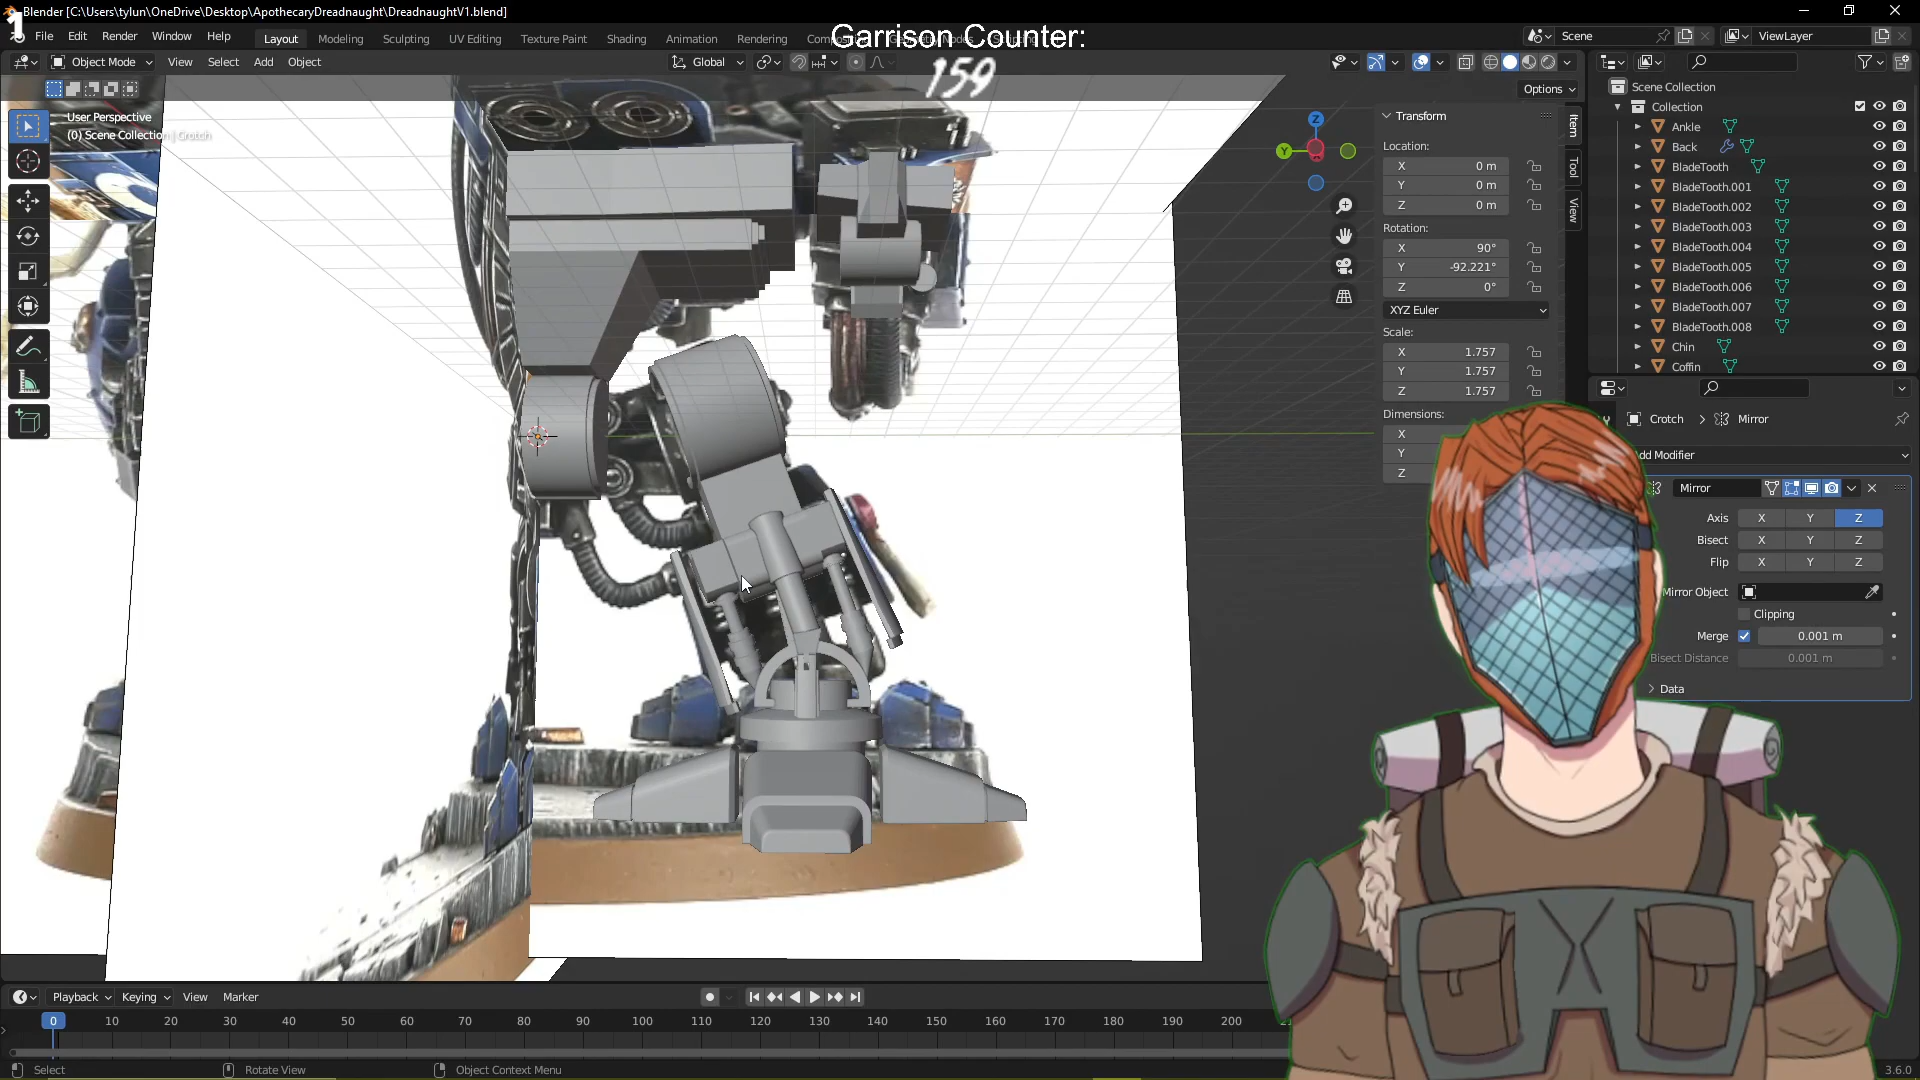 1
Blender [C:\Users\tylun\OneDrive\Desktop\ApothecaryDreadnaught\DreadnaughtV1.blend]
File Edit Render Window Help Layout Modeling Sculpting UV Editing Texture Paint Shading Animation Rendering
Garrison Counter:
159
Scene ViewLayer
Object Mode View Select Add Object Global
Options
User Perspective
(0) Scene Collection | Crotch
Z
Y
Item
Tool
View
Transform
Location:
X 0 m
Y 0 m
Z 0 m
Rotation:
X 90°
Y -92.221°
Z 0°
XYZ Euler
Scale:
X 1.757
Y 1.757
Z 1.757
Dimensions:
X
Y
Z
Scene Collection
Collection
Ankle
Back
BladeTooth
BladeTooth.001
BladeTooth.002
BladeTooth.003
BladeTooth.004
BladeTooth.005
BladeTooth.006
BladeTooth.007
BladeTooth.008
Chin
Coffin
Crotch > Mirror
dd Modifier
Mirror
Axis X Y Z
Bisect X Y Z
Flip X Y Z
Mirror Object
Clipping
Merge 0.001 m
Bisect Distance 0.001 m
Data
Playback Keying View Marker
0 10 20 30 40 50 60 70 80 90 100 110 120 130 140 150 160 170 180 190 200
Select Rotate View Object Context Menu
3.6.0